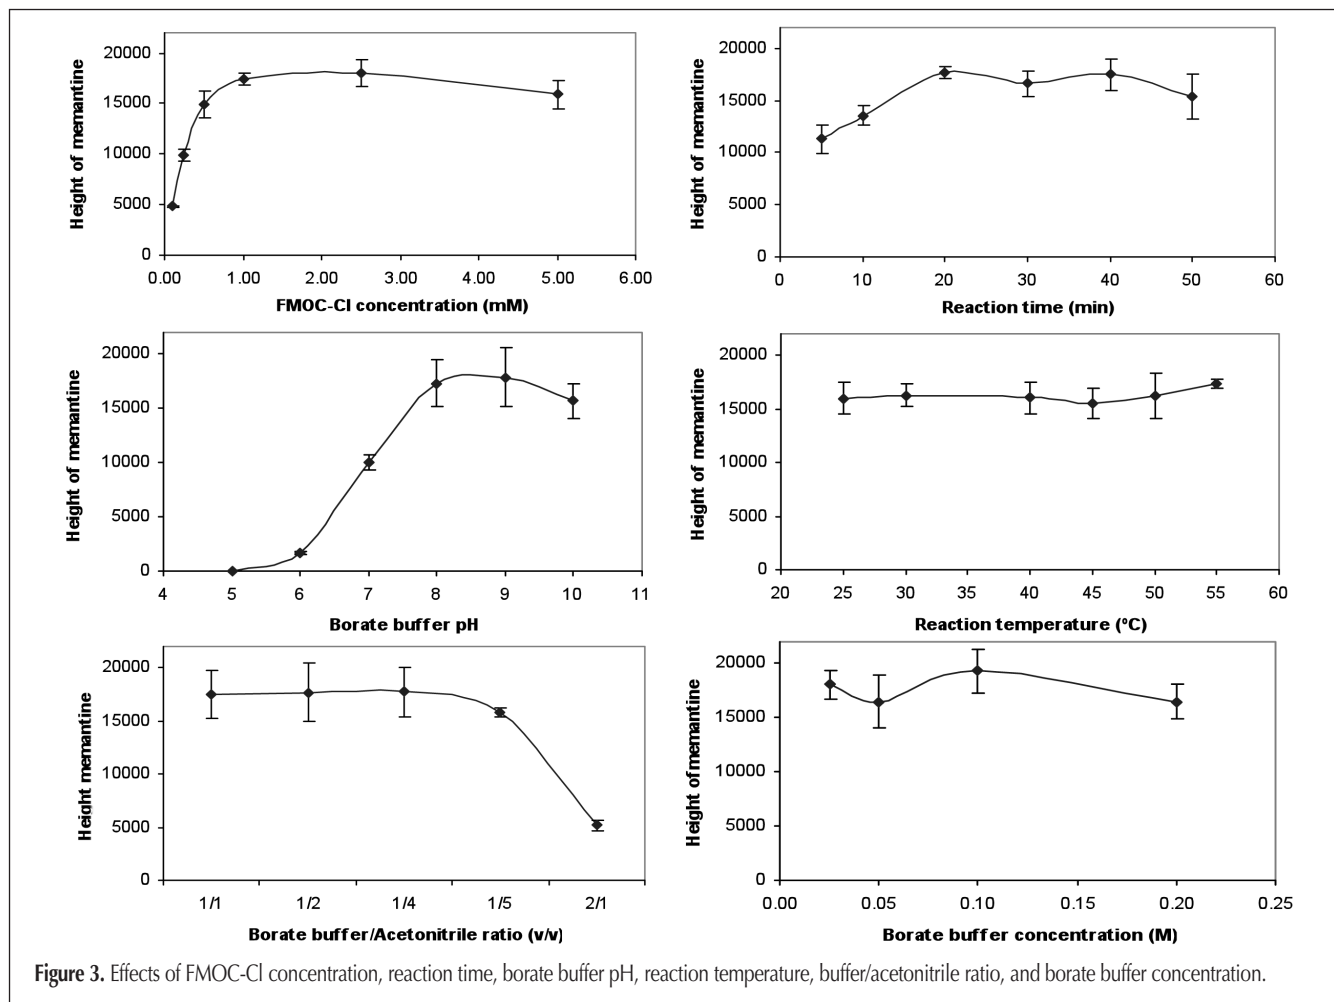 20000
15000
10000
5000
0
0.00 1.00 2.00 3.00 4.00 5.00 6.00
Height of memantine
FMOC-Cl concentration (mM)
20000
15000
10000
5000
0
0 10 20 30 40 50 60
Height of memantine
Reaction time (min)
20000
15000
10000
5000
0
4 5 6 7 8 9 10 11
Height of memantine
Borate buffer pH
20000
15000
10000
5000
0
20 25 30 35 40 45 50 55 60
Height of memantine
Reaction temperature (ºC)
20000
15000
10000
5000
0
1/1 1/2 1/4 1/5 2/1
Height memantine
Borate buffer/Acetonitrile ratio (v/v)
20000
15000
10000
5000
0
0.00 0.05 0.10 0.15 0.20 0.25
Height of memantine
Borate buffer concentration (M)
Figure 3. Effects of FMOC-Cl concentration, reaction time, borate buffer pH, reaction temperature, buffer/acetonitrile ratio, and borate buffer concentration.